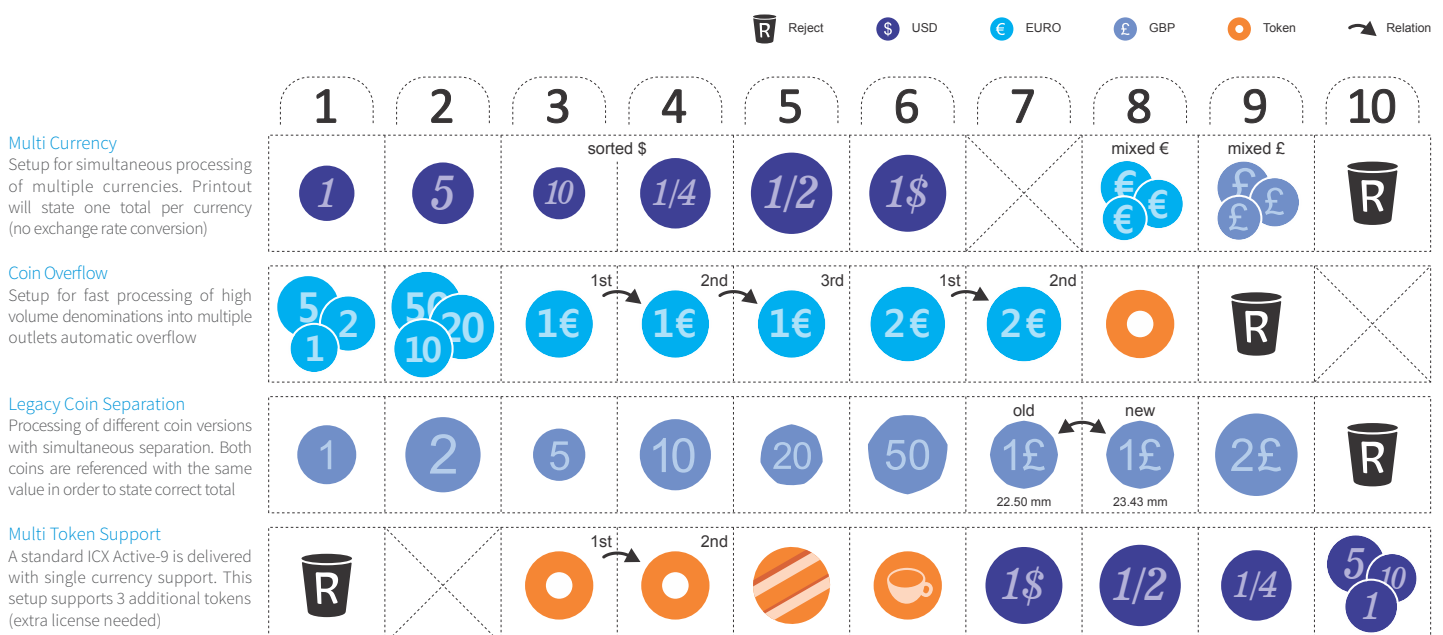 R Reject $ USD € EURO £ GBP Token Relation
1 2 3 4 5 6 7 8 9 10
Multi Currency
Setup for simultaneous processing
of multiple currencies. Printout
will state one total per currency
(no exchange rate conversion)
sorted $ mixed € mixed £
1 5 10 1/4 1/2 1$ € € € £ £ £ R
Coin Overflow
Setup for fast processing of high
volume denominations into multiple
outlets automatic overflow
1st 2nd 3rd 1st 2nd
5 2 1 50 20 10 1€ 1€ 1€ 2€ 2€ R
Legacy Coin Separation
Processing of different coin versions
with simultaneous separation. Both
coins are referenced with the same
value in order to state correct total
old new
1 2 5 10 20 50 1£ 1£ 2£ R
22.50 mm 23.43 mm
Multi Token Support
A standard ICX Active-9 is delivered
with single currency support. This
setup supports 3 additional tokens
(extra license needed)
1st 2nd
R 1$ 1/2 1/4 5 10 1